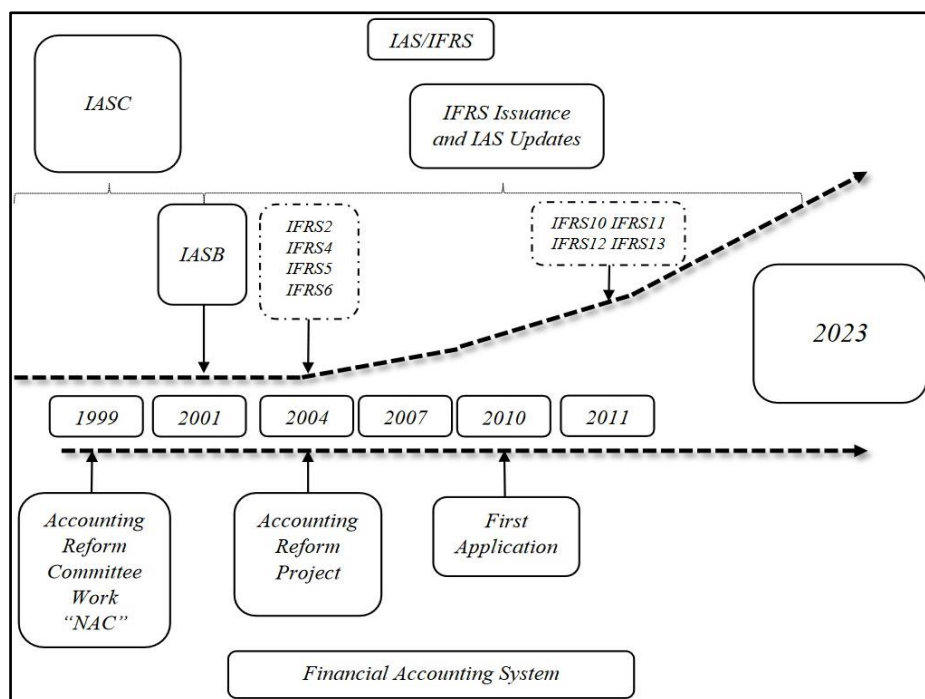 IAS/IFRS
IASC
IFRS Issuance
and IAS Updates
IASB
IFRS2
IFRS4
IFRS5
IFRS6
IFRS10 IFRS11
IFRS12 IFRS13
2023
1999
2001
2004
2007
2010
2011
Accounting
Reform
Committee
Work
“NAC”
Accounting
Reform
Project
First
Application
Financial Accounting System